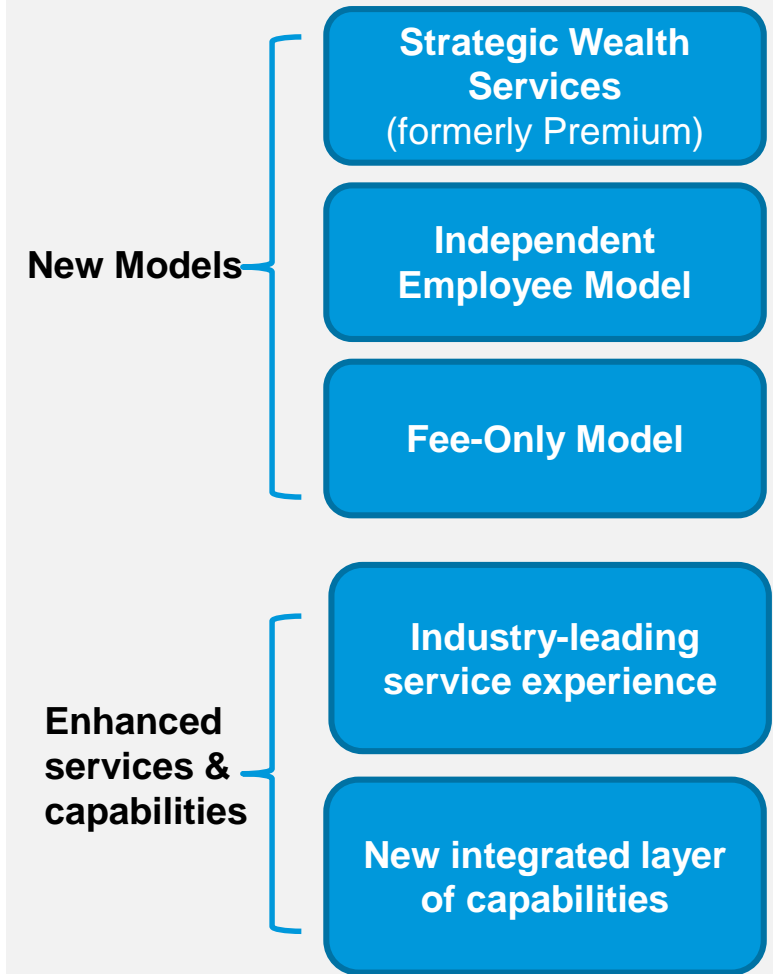 New Models
Strategic Wealth
Services
(formerly Premium)
Independent
Employee Model
Fee-Only Model
Enhanced
services &
capabilities
Industry-leading
service experience
New integrated layer
of capabilities